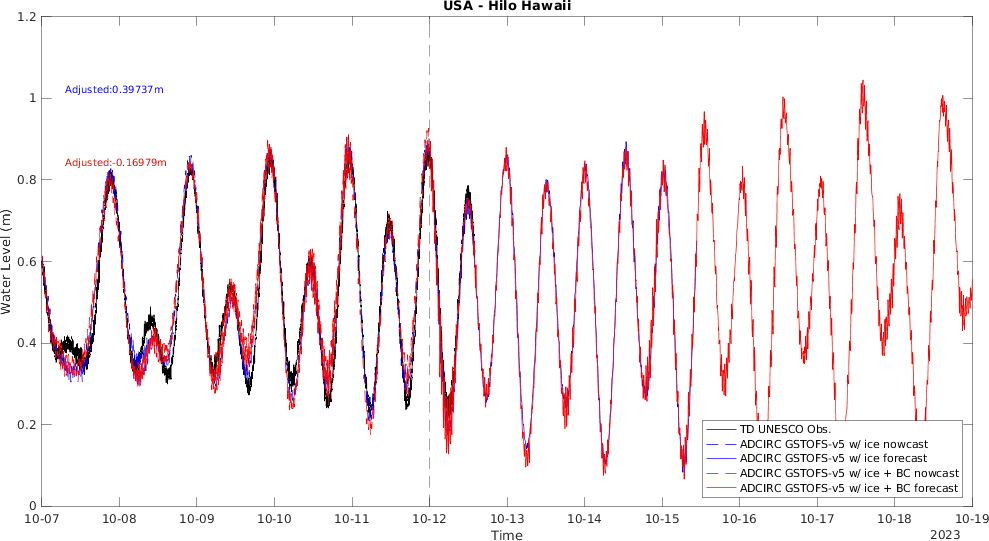 USA - Hilo Hawaii
1.2
1
0.8
0.6
0.4
0.2
0
Water Level (m)
Adjusted:0.39737m
Adjusted:-0.16979m
TD UNESCO Obs.
ADCIRC GSTOFS-v5 w/ ice nowcast
ADCIRC GSTOFS-v5 w/ ice forecast
ADCIRC GSTOFS-v5 w/ ice + BC nowcast
ADCIRC GSTOFS-v5 w/ ice + BC forecast
10-07 10-08 10-09 10-10 10-11 10-12 10-13 10-14 10-15 10-16 10-17 10-18 10-19
Time
2023